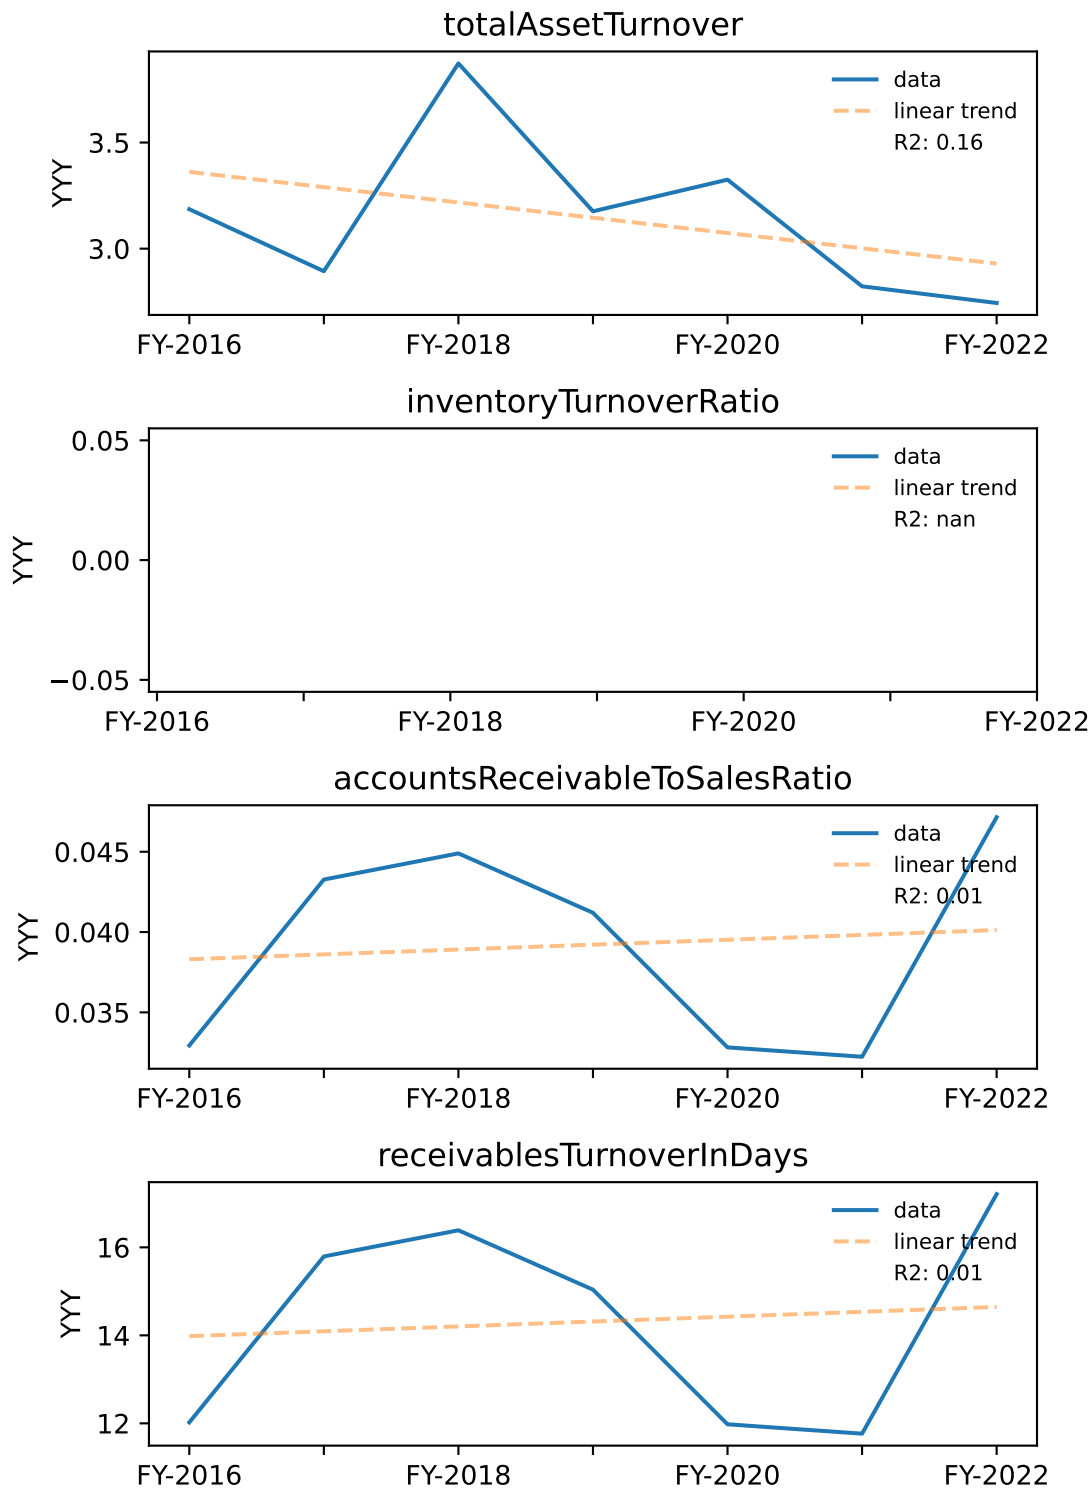 totalAssetTurnover
data
linear trend
R2: 0.16
3.5
3.0
YYY
FY-2016 FY-2018 FY-2020 FY-2022
inventoryTurnoverRatio
data
linear trend
R2: nan
0.05
0.00
−0.05
YYY
FY-2016 FY-2018 FY-2020 FY-2022
accountsReceivableToSalesRatio
data
linear trend
R2: 0.01
0.045
0.040
0.035
YYY
FY-2016 FY-2018 FY-2020 FY-2022
receivablesTurnoverInDays
data
linear trend
R2: 0.01
16
14
12
YYY
FY-2016 FY-2018 FY-2020 FY-2022